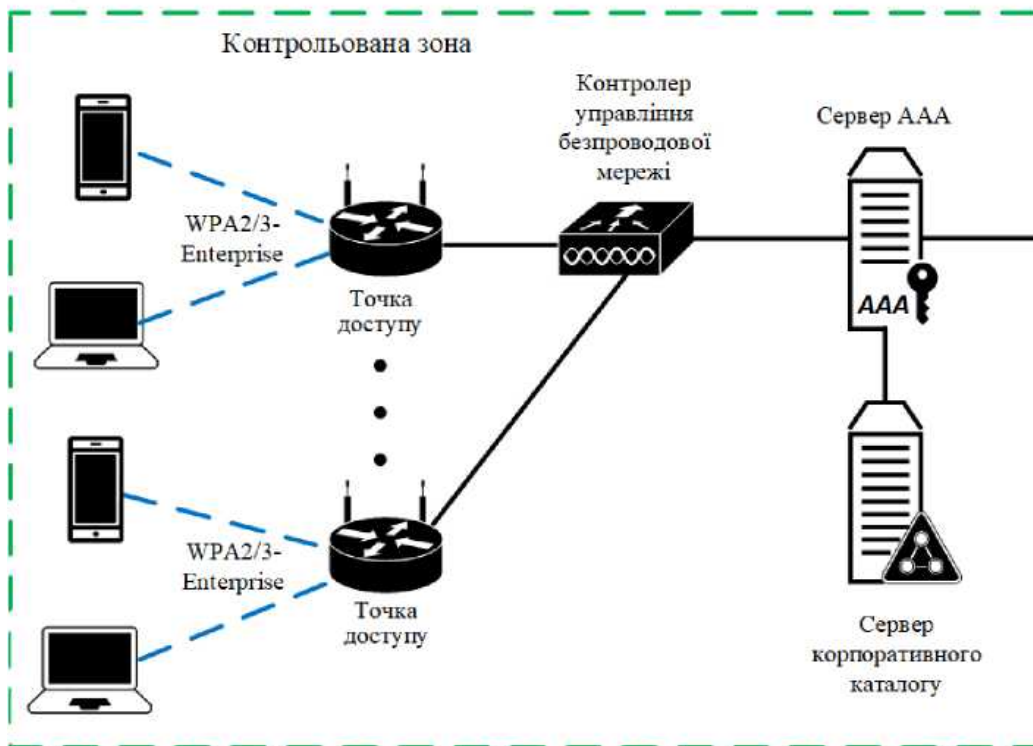 Контрольована зона
Контролер
управління
безпроводової
мережі
Сервер ААА
WPA2/3-
Enterprise
Точка
доступу
AAA
WPA2/3-
Enterprise
Точка
доступу
Сервер
корпоративного
каталогу